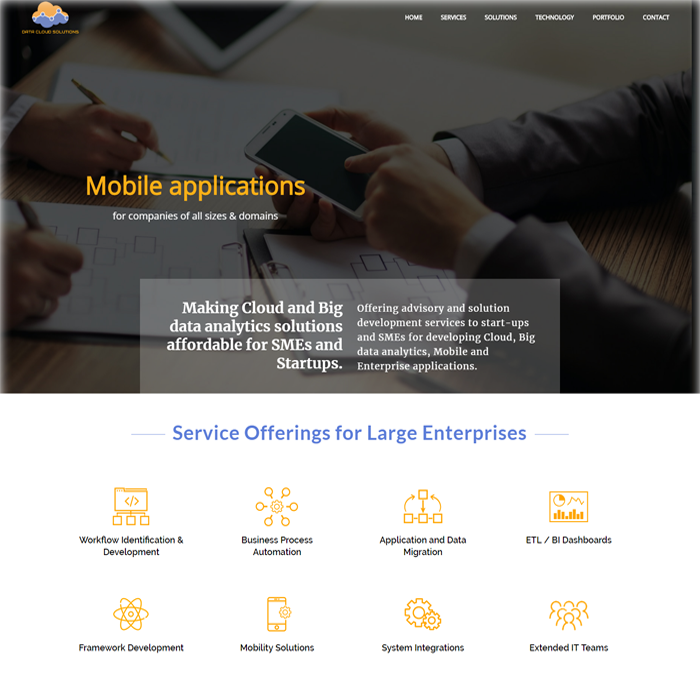 DATA CLOUD SOLUTIONS
HOME SERVICES SOLUTIONS TECHNOLOGY PORTFOLIO CONTACT
Mobile applications
for companies of all sizes & domains
Making Cloud and Big
data analytics solutions
affordable for SMEs and
Startups.
Offering advisory and solution
development services to start-ups
and SMEs for developing Cloud, Big
data analytics, Mobile and
Enterprise applications.
Service Offerings for Large Enterprises
Workflow Identification &
Development
Business Process
Automation
Application and Data
Migration
ETL / BI Dashboards
Framework Development
Mobility Solutions
System Integrations
Extended IT Teams